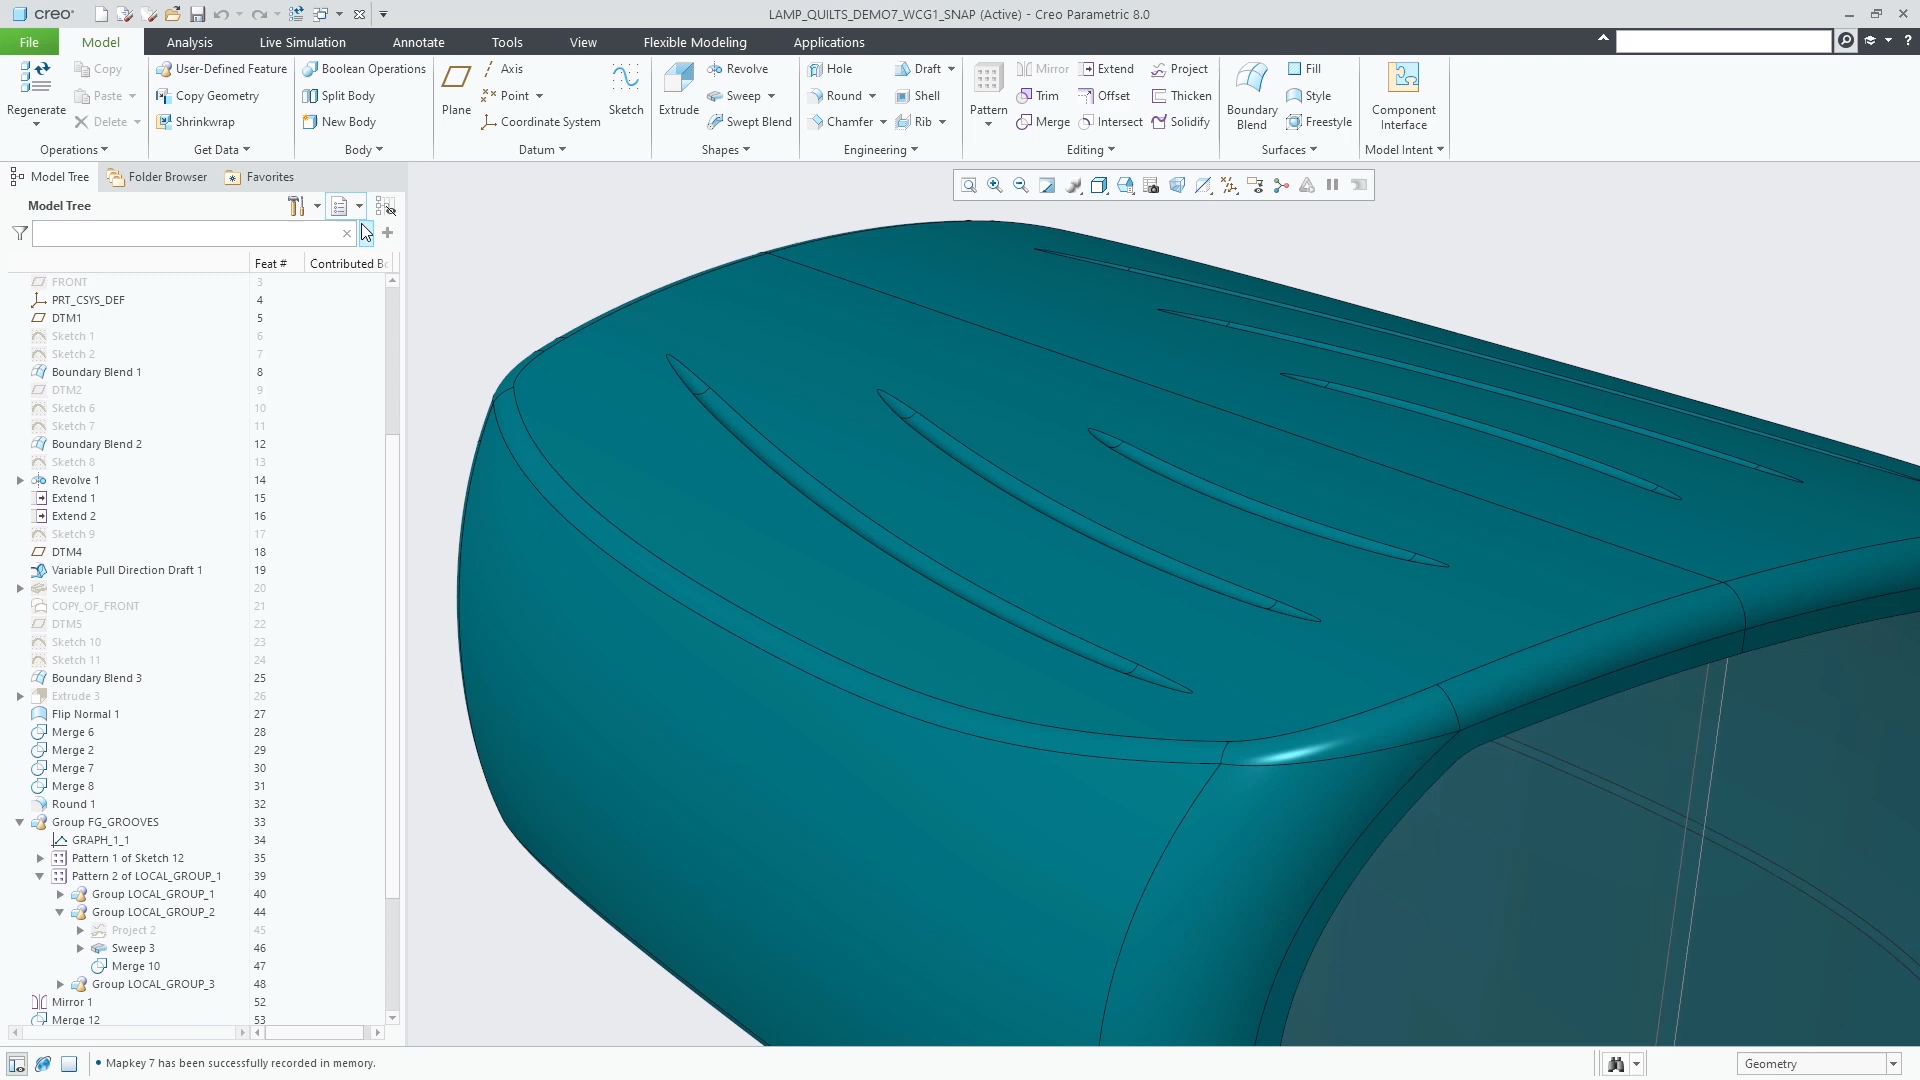 creo
LAMP_QUILTS_DEMO7_WCG1_SNAP (Active) - Creo Parametric 8.0
File Model Analysis Live Simulation Annotate Tools View Flexible Modeling Applications
Regenerate
Copy
Paste
Delete
Operations
User-Defined Feature
Copy Geometry
Shrinkwrap
Get Data
Boolean Operations
Split Body
New Body
Body
Plane
Axis
Point
Coordinate System
Sketch
Datum
Extrude
Revolve
Sweep
Swept Blend
Shapes
Hole
Round
Chamfer
Draft
Shell
Rib
Engineering
Pattern
Mirror Extend Project
Trim Offset Thicken
Merge Intersect Solidify
Editing
Boundary
Blend
Fill
Style
Freestyle
Surfaces
Component
Interface
Model Intent
Model Tree Folder Browser Favorites
Model Tree
Feat # Contributed Bo
FRONT 3
PRT_CSYS_DEF 4
DTM1 5
Sketch 1 6
Sketch 2 7
Boundary Blend 1 8
DTM2 9
Sketch 6 10
Sketch 7 11
Boundary Blend 2 12
Sketch 8 13
Revolve 1 14
Extend 1 15
Extend 2 16
Sketch 9 17
DTM4 18
Variable Pull Direction Draft 1 19
Sweep 1 20
COPY_OF_FRONT 21
DTM5 22
Sketch 10 23
Sketch 11 24
Boundary Blend 3 25
Extrude 3 26
Flip Normal 1 27
Merge 6 28
Merge 2 29
Merge 7 30
Merge 8 31
Round 1 32
Group FG_GROOVES 33
GRAPH_1_1 34
Pattern 1 of Sketch 12 35
Pattern 2 of LOCAL_GROUP_1 39
Group LOCAL_GROUP_1 40
Group LOCAL_GROUP_2 44
Project 2 45
Sweep 3 46
Merge 10 47
Group LOCAL_GROUP_3 48
Mirror 1 52
Merge 12 53
• Mapkey 7 has been successfully recorded in memory.
Geometry